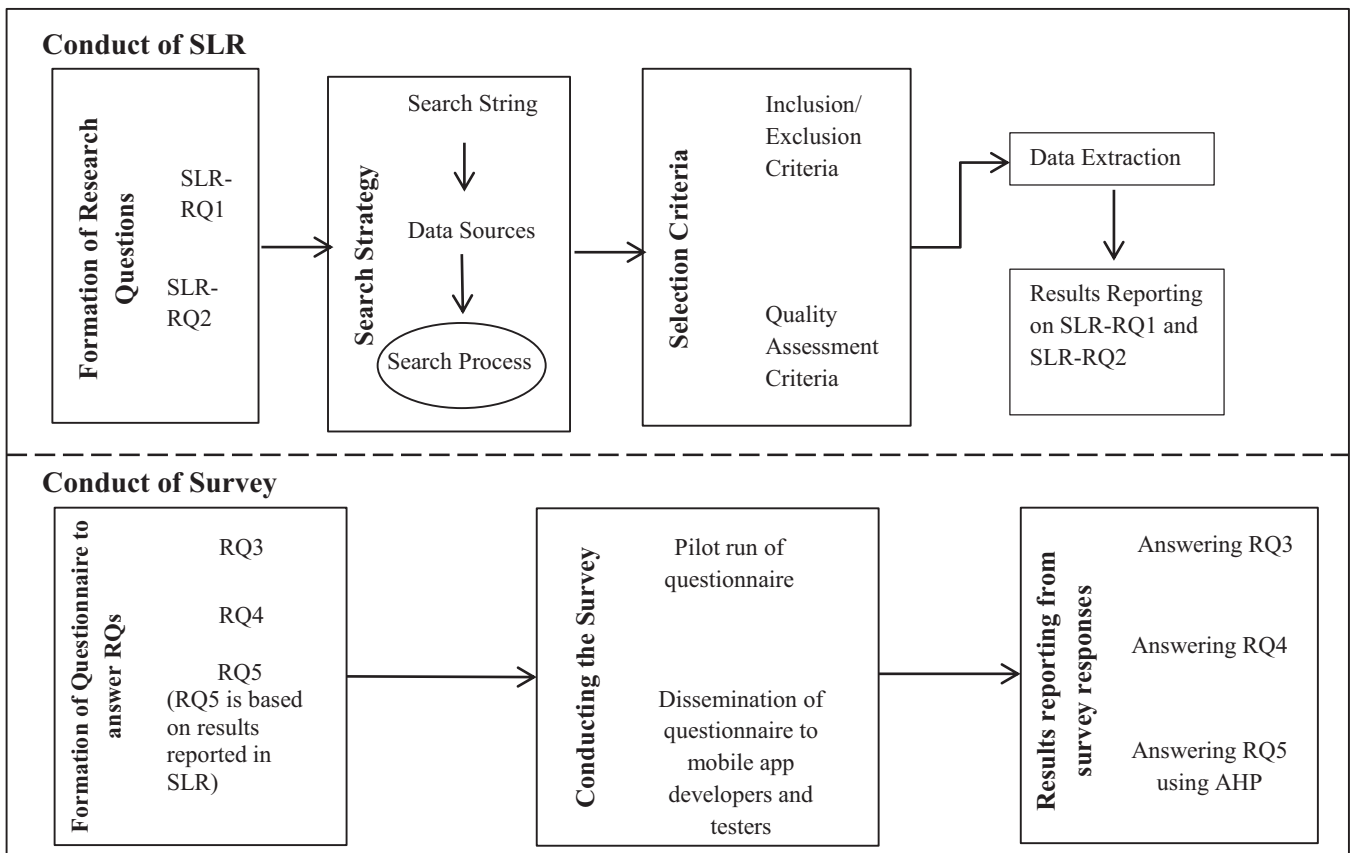 Conduct of SLR
Formation of Research
Questions
SLR-
RQ1
SLR-
RQ2
Search Strategy
Search String
Data Sources
Search Process
Selection Criteria
Inclusion/
Exclusion
Criteria
Quality
Assessment
Criteria
Data Extraction
Results Reporting
on SLR-RQ1 and
SLR-RQ2
Conduct of Survey
Formation of Questionnaire to
answer RQs
RQ3
RQ4
RQ5
(RQ5 is based
on results
reported in
SLR)
Conducting the Survey
Pilot run of
questionnaire
Dissemination of
questionnaire to
mobile app
developers and
testers
Results reporting from
survey responses
Answering RQ3
Answering RQ4
Answering RQ5
using AHP